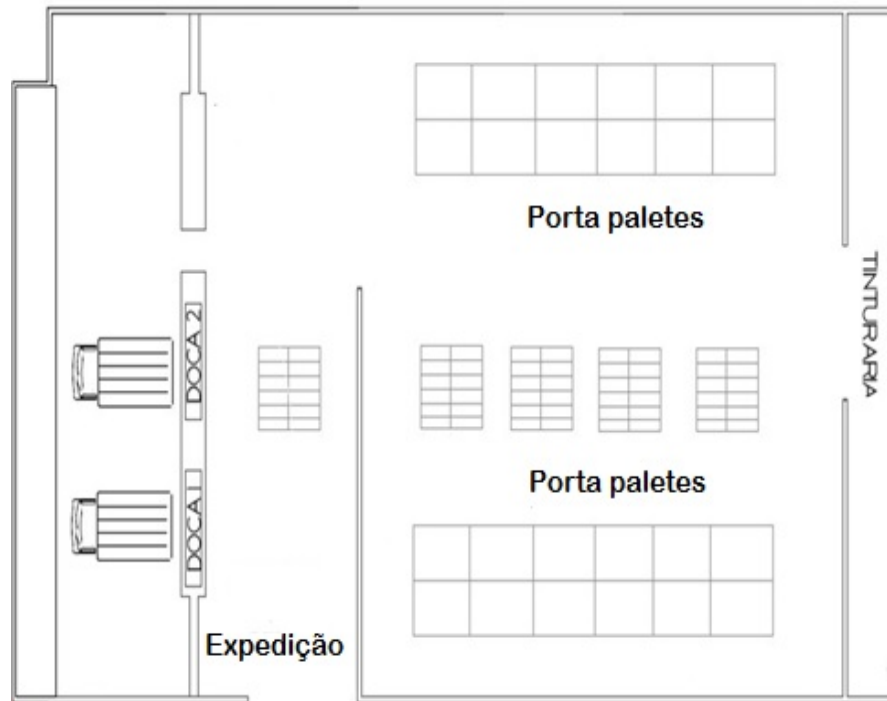 Porta paletes
TINTURARIA
DOCA 2
Porta paletes
DOCA 1
Expedição